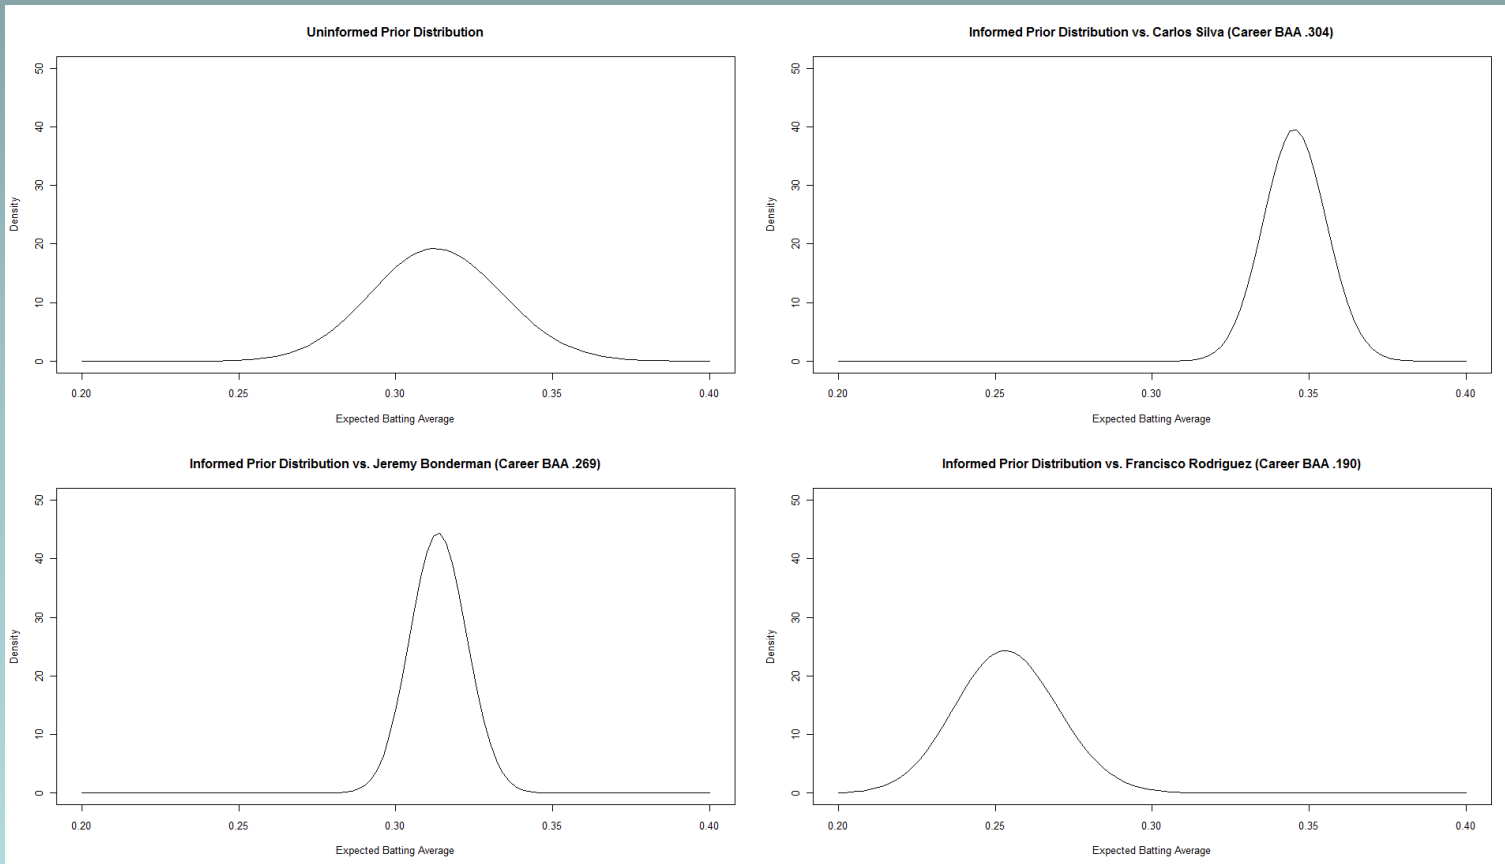 Uninformed Prior Distribution
50
40
30
20
10
0
Density
0.20 0.25 0.30 0.35 0.40
Expected Batting Average
Informed Prior Distribution vs. Carlos Silva (Career BAA .304)
50
40
30
20
10
0
Density
0.20 0.25 0.30 0.35 0.40
Expected Batting Average
Informed Prior Distribution vs. Jeremy Bonderman (Career BAA .269)
50
40
30
20
10
0
Density
0.20 0.25 0.30 0.35 0.40
Expected Batting Average
Informed Prior Distribution vs. Francisco Rodriguez (Career BAA .190)
50
40
30
20
10
0
Density
0.20 0.25 0.30 0.35 0.40
Expected Batting Average